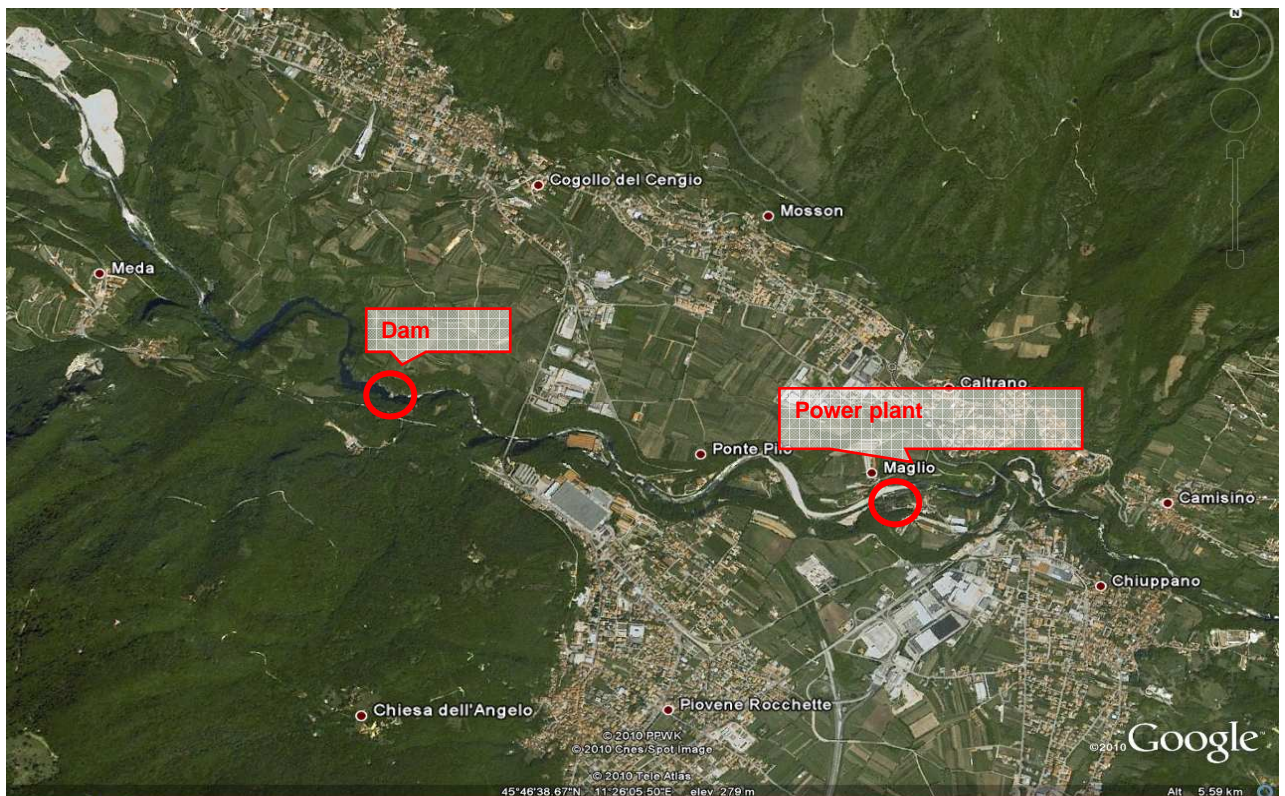 N
Cogollo del Cengio
Mosson
Meda
Dam
Caltrano
Power plant
Ponte Pilo
Maglio
Camisino
Chiuppano
Chiesa dell'Angelo
Piovene Rocchette
© 2010 PPWK
© 2010 Cnes/Spot Image
© 2010 Tele Atlas
©2010 Google
45°46'38.67"N 11°26'05.50"E elev 279 m
Alt 5.59 km